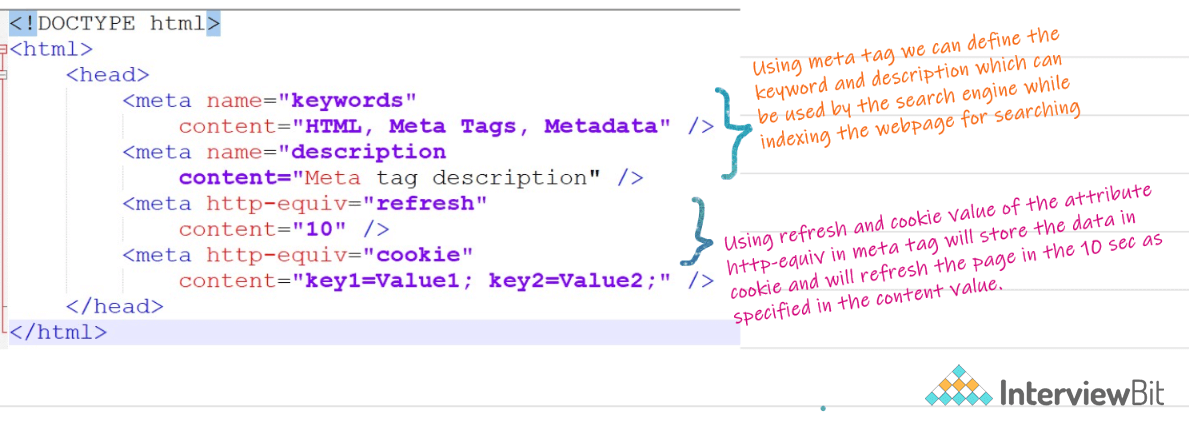 <!DOCTYPE html>
<html>
<head>
<meta name="keywords"
content="HTML, Meta Tags, Metadata" />
<meta name="description
content="Meta tag description" />
<meta http-equiv="refresh"
content="10" />
<meta http-equiv="cookie"
content="key1=Value1; key2=Value2;" />
</head>
</html>
Using meta tag we can define the
keyword and description which can
be used by the search engine while
indexing the webpage for searching
Using refresh and cookie value of the attribute
http-equiv in meta tag will store the data in
cookie and will refresh the page in the 10 sec as
specified in the content value.
InterviewBit